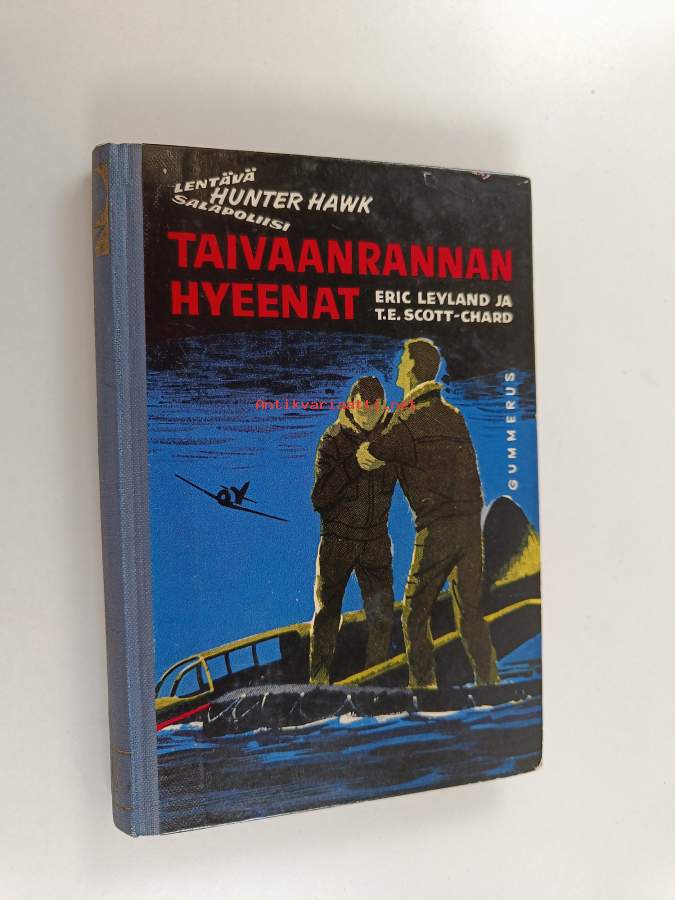 LENTÄVÄ
HUNTER HAWK
SALAPOLIISI
TAIVAANRANNAN
HYEENAT
ERIC LEYLAND JA
T.E. SCOTT-CHARD
Antikvariaatti.net
GUMMERUS